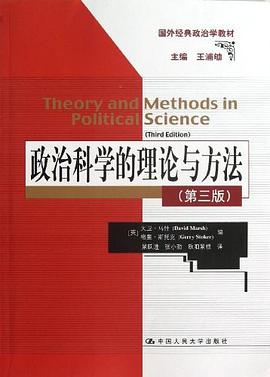 国外经典政治学教材
主编 王浦劬
Theory and Methods in
Political Science
(Third Edition)
政治科学的理论与方法
(第三版)
[英] 大卫·马什 (David Marsh) 编
格里·斯托克 (Gerry Stoker)
景跃进 张小劲 欧阳景根 译
中国人民大学出版社